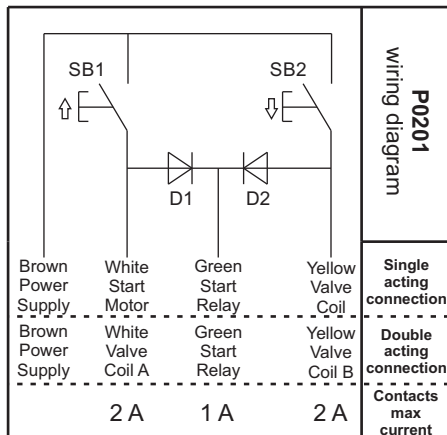 SB1
SB2
D1
D2
P0201
wiring diagram
Brown
Power
Supply
White
Start
Motor
Green
Start
Relay
Yellow
Valve
Coil
Single
acting
connection
Brown
Power
Supply
White
Valve
Coil A
Green
Start
Relay
Yellow
Valve
Coil B
Double
acting
connection
2 A
1 A
2 A
Contacts
max
current